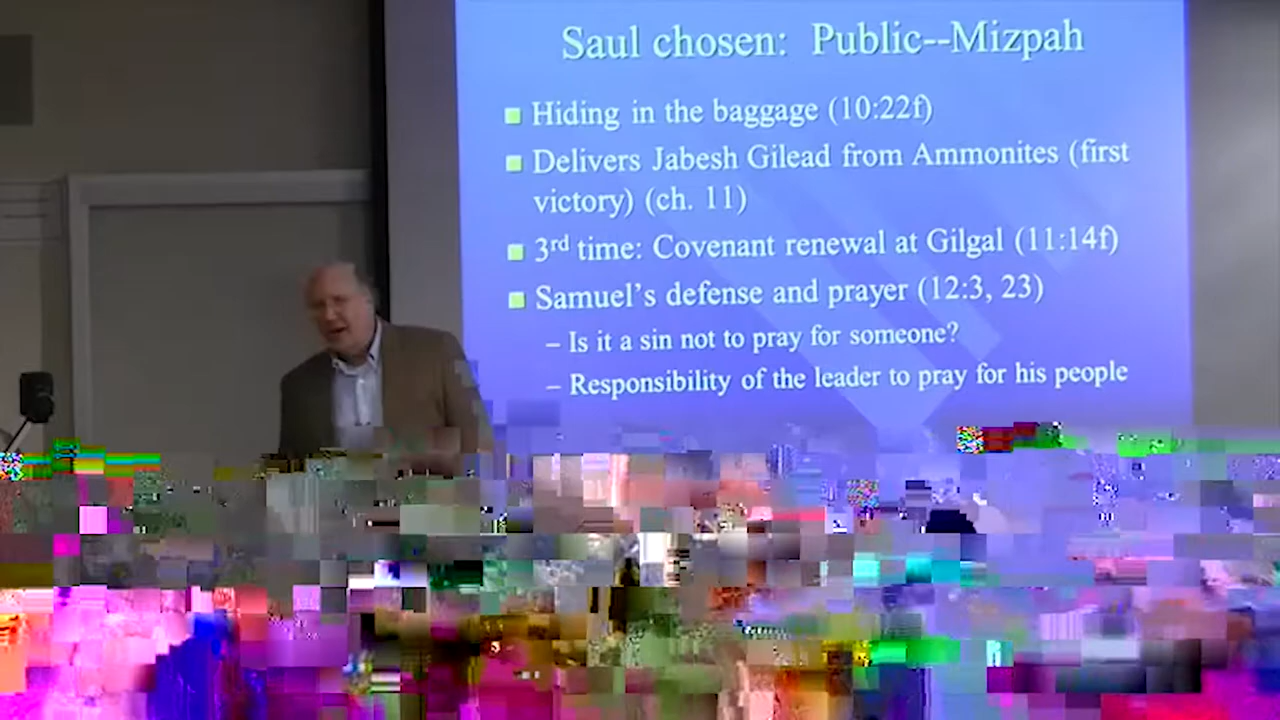 Saul chosen: Public--Mizpah
Hiding in the baggage (10:22f)
Delivers Jabesh Gilead from Ammonites (first
victory) (ch. 11)
3rd time: Covenant renewal at Gilgal (11:14f)
Samuel's defense and prayer (12:3, 23)
– Is it a sin not to pray for someone?
– Responsibility of the leader to pray for his people